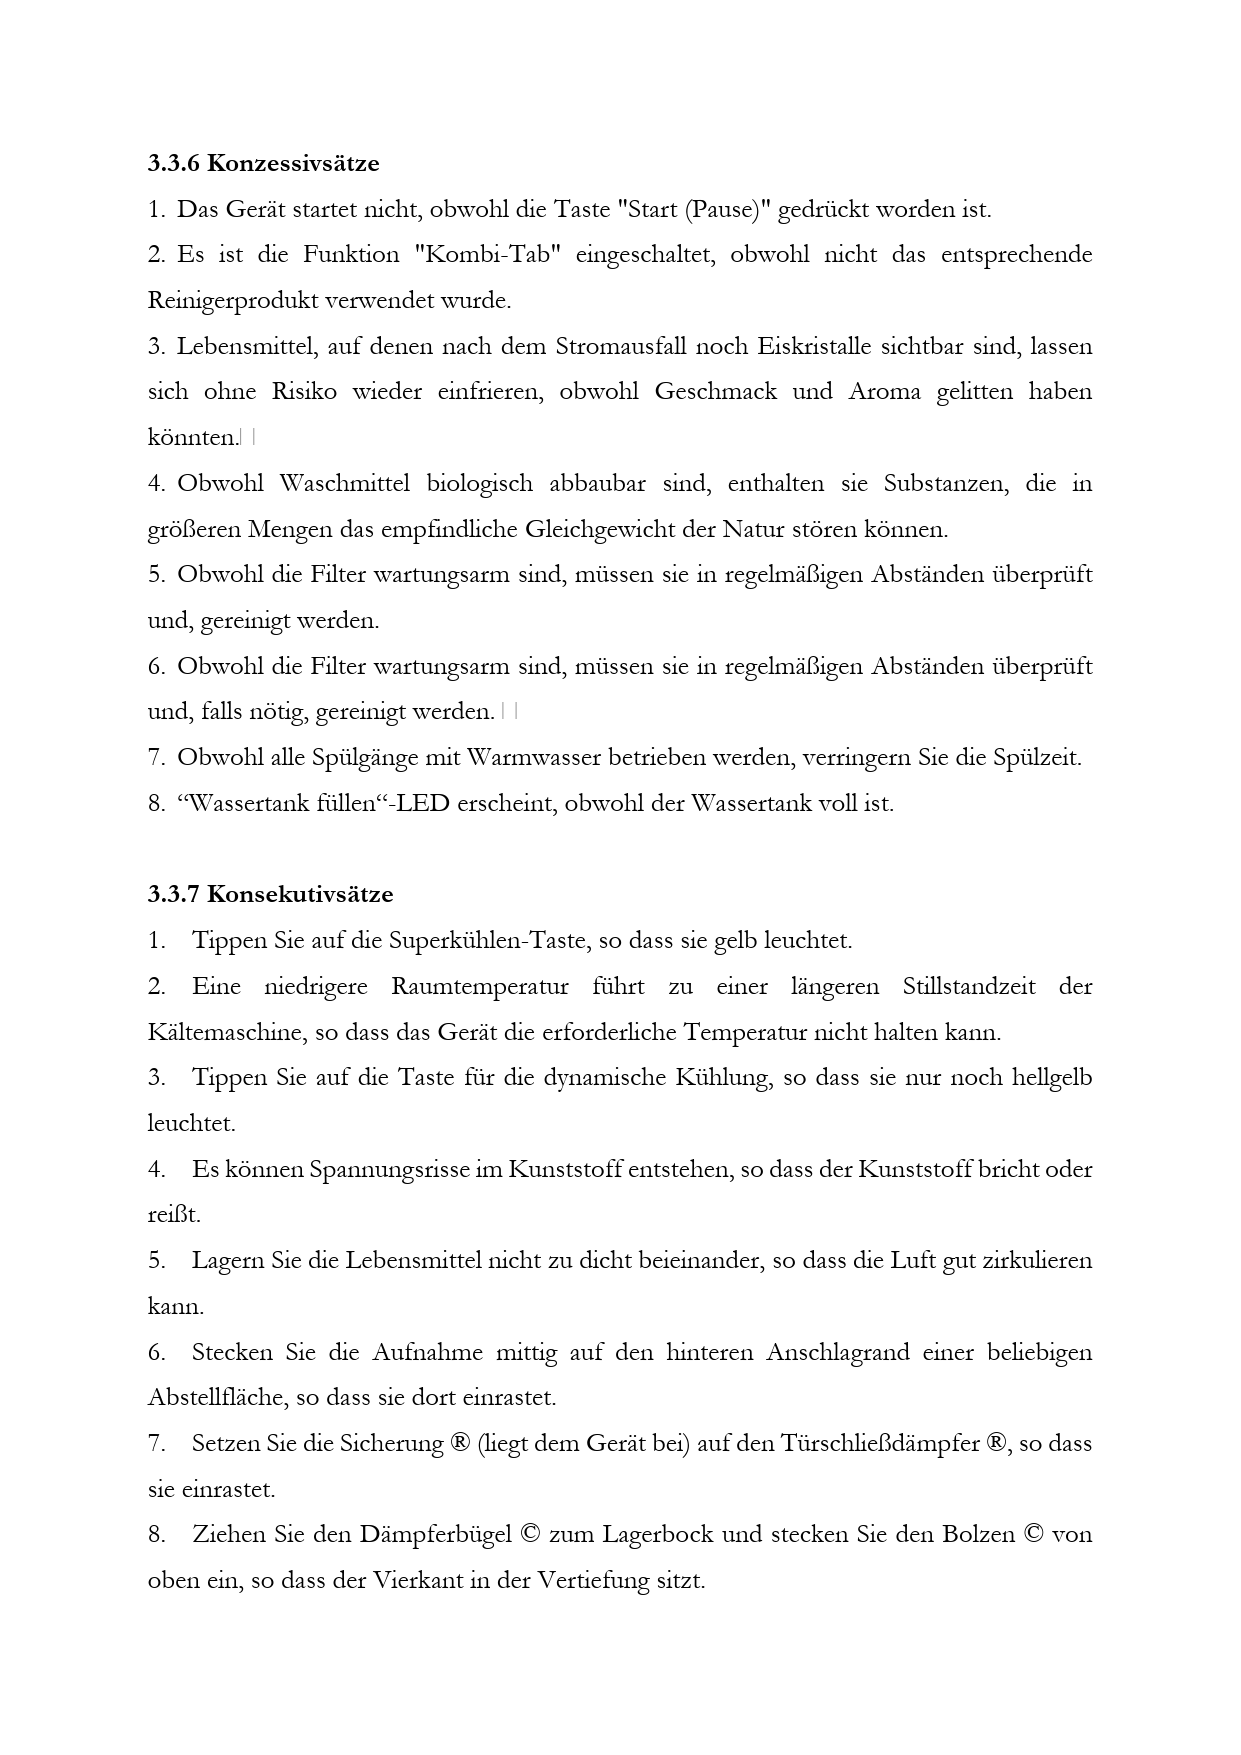 3.3.6 Konzessivsätze
1. Das Gerät startet nicht, obwohl die Taste "Start (Pause)" gedrückt worden ist.
2. Es ist die Funktion "Kombi-Tab" eingeschaltet, obwohl nicht das entsprechende
Reinigerprodukt verwendet wurde.
3. Lebensmittel, auf denen nach dem Stromausfall noch Eiskristalle sichtbar sind, lassen
sich ohne Risiko wieder einfrieren, obwohl Geschmack und Aroma gelitten haben
könnten.
4. Obwohl Waschmittel biologisch abbaubar sind, enthalten sie Substanzen, die in
größeren Mengen das empfindliche Gleichgewicht der Natur stören können.
5. Obwohl die Filter wartungsarm sind, müssen sie in regelmäßigen Abständen überprüft
und, gereinigt werden.
6. Obwohl die Filter wartungsarm sind, müssen sie in regelmäßigen Abständen überprüft
und, falls nötig, gereinigt werden.
7. Obwohl alle Spülgänge mit Warmwasser betrieben werden, verringern Sie die Spülzeit.
8. “Wassertank füllen“-LED erscheint, obwohl der Wassertank voll ist.
3.3.7 Konsekutivsätze
1. Tippen Sie auf die Superkühlen-Taste, so dass sie gelb leuchtet.
2. Eine niedrigere Raumtemperatur führt zu einer längeren Stillstandzeit der
Kältemaschine, so dass das Gerät die erforderliche Temperatur nicht halten kann.
3. Tippen Sie auf die Taste für die dynamische Kühlung, so dass sie nur noch hellgelb
leuchtet.
4. Es können Spannungsrisse im Kunststoff entstehen, so dass der Kunststoff bricht oder
reißt.
5. Lagern Sie die Lebensmittel nicht zu dicht beieinander, so dass die Luft gut zirkulieren
kann.
6. Stecken Sie die Aufnahme mittig auf den hinteren Anschlagrand einer beliebigen
Abstellfläche, so dass sie dort einrastet.
7. Setzen Sie die Sicherung ® (liegt dem Gerät bei) auf den Türschließdämpfer ®, so dass
sie einrastet.
8. Ziehen Sie den Dämpferbügel © zum Lagerbock und stecken Sie den Bolzen © von
oben ein, so dass der Vierkant in der Vertiefung sitzt.